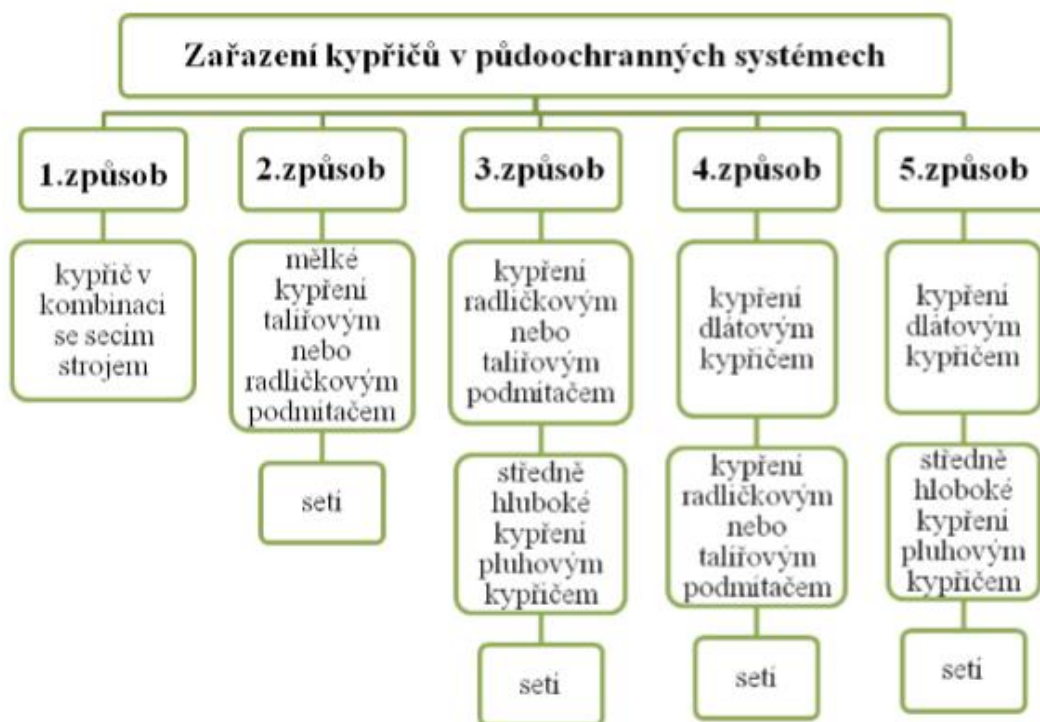 Zařazení kypřičů v půdoochranných systémech
1.způsob
kypřič v
kombinaci
se secím
strojem
2.způsob
mělké
kypření
talířovým
nebo
radličkovým
podmítačem
setí
3.způsob
kypření
radličkovým
nebo
talířovým
podmítačem
středně
hluboké
kypření
pluhovým
kypřičem
setí
4.způsob
kypření
dlátovým
kypřičem
kypření
radličkovým
nebo
talířovým
podmítačem
setí
5.způsob
kypření
dlátovým
kypřičem
středně
hloboké
kypření
pluhovým
kypřičem
setí